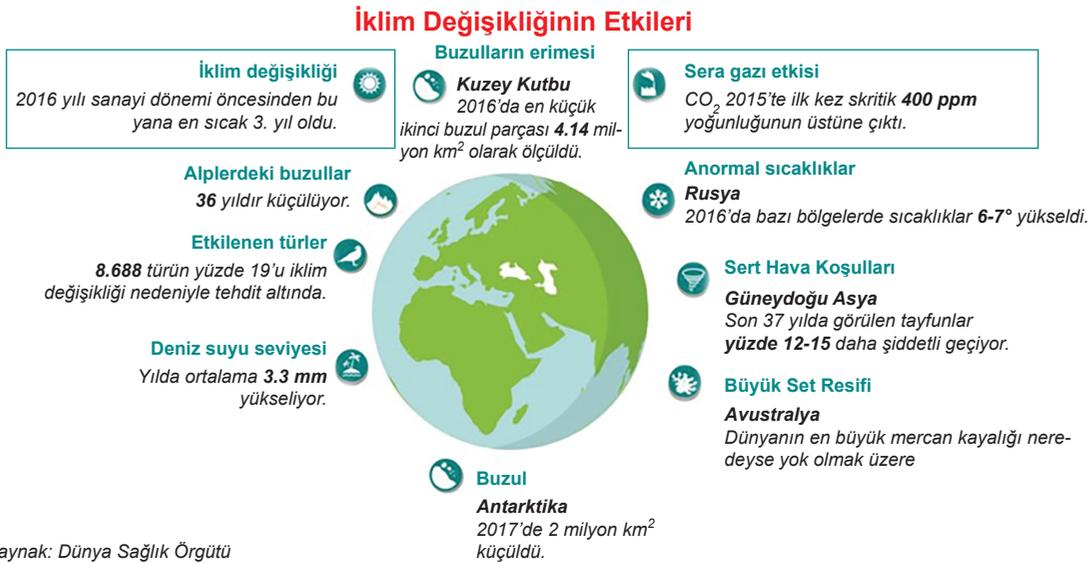 İklim Değişikliğinin Etkileri
İklim değişikliği
2016 yılı sanayi dönemi öncesinden bu
yana en sıcak 3. yıl oldu.
Buzulların erimesi
Kuzey Kutbu
2016’da en küçük
ikinci buzul parçası 4.14 mil-
yon km² olarak ölçüldü.
Sera gazı etkisi
CO₂ 2015’te ilk kez skritik 400 ppm
yoğunluğunun üstüne çıktı.
Alplerdeki buzullar
36 yıldır küçülüyor.
Anormal sıcaklıklar
Rusya
2016’da bazı bölgelerde sıcaklıklar 6-7° yükseldi.
Etkilenen türler
8.688 türün yüzde 19’u iklim
değişikliği nedeniyle tehdit altında.
Sert Hava Koşulları
Güneydoğu Asya
Son 37 yılda görülen tayfunlar
yüzde 12-15 daha şiddetli geçiyor.
Deniz suyu seviyesi
Yılda ortalama 3.3 mm
yükseliyor.
Büyük Set Resifi
Avustralya
Dünyanın en büyük mercan kayalığı nere-
deyse yok olmak üzere
Buzul
Antarktika
2017’de 2 milyon km²
küçüldü.
aynak: Dünya Sağlık Örgütü